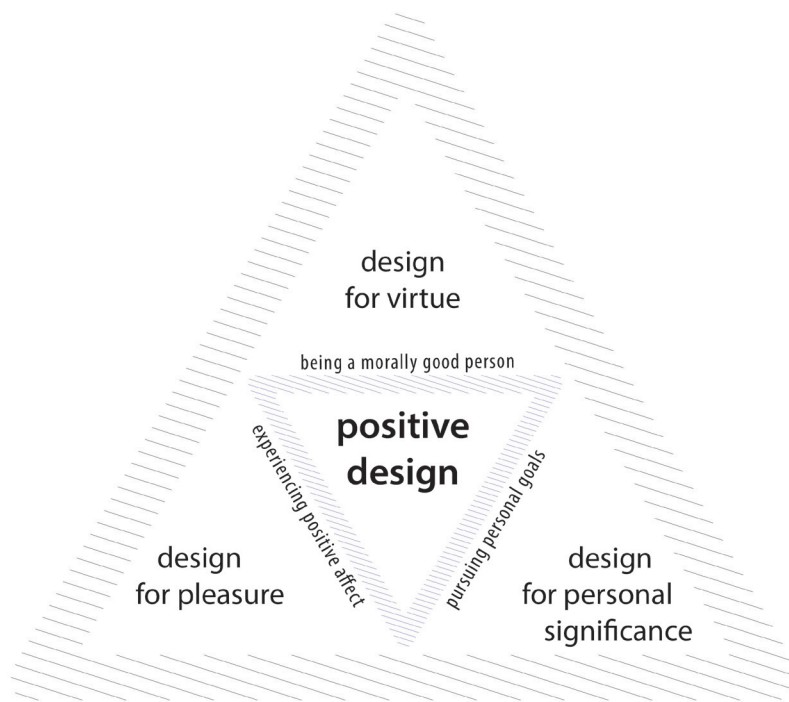 design
for virtue
being a morally good person
positive
design
experiencing positive affect
pursuing personal goals
design
for pleasure
design
for personal
significance